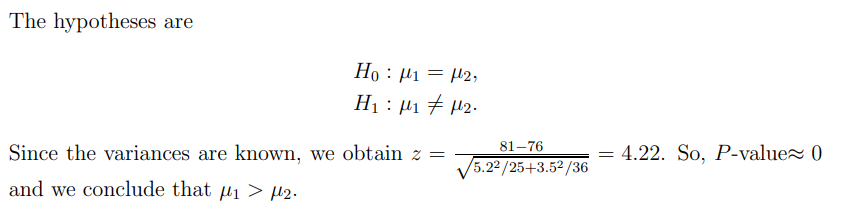 The hypotheses are
H₀ : μ₁ = μ₂,
H₁ : μ₁ ≠ μ₂.
Since the variances are known, we obtain z = (81−76)/√(5.2²/25+3.5²/36) = 4.22. So, P-value≈ 0
and we conclude that μ₁ > μ₂.